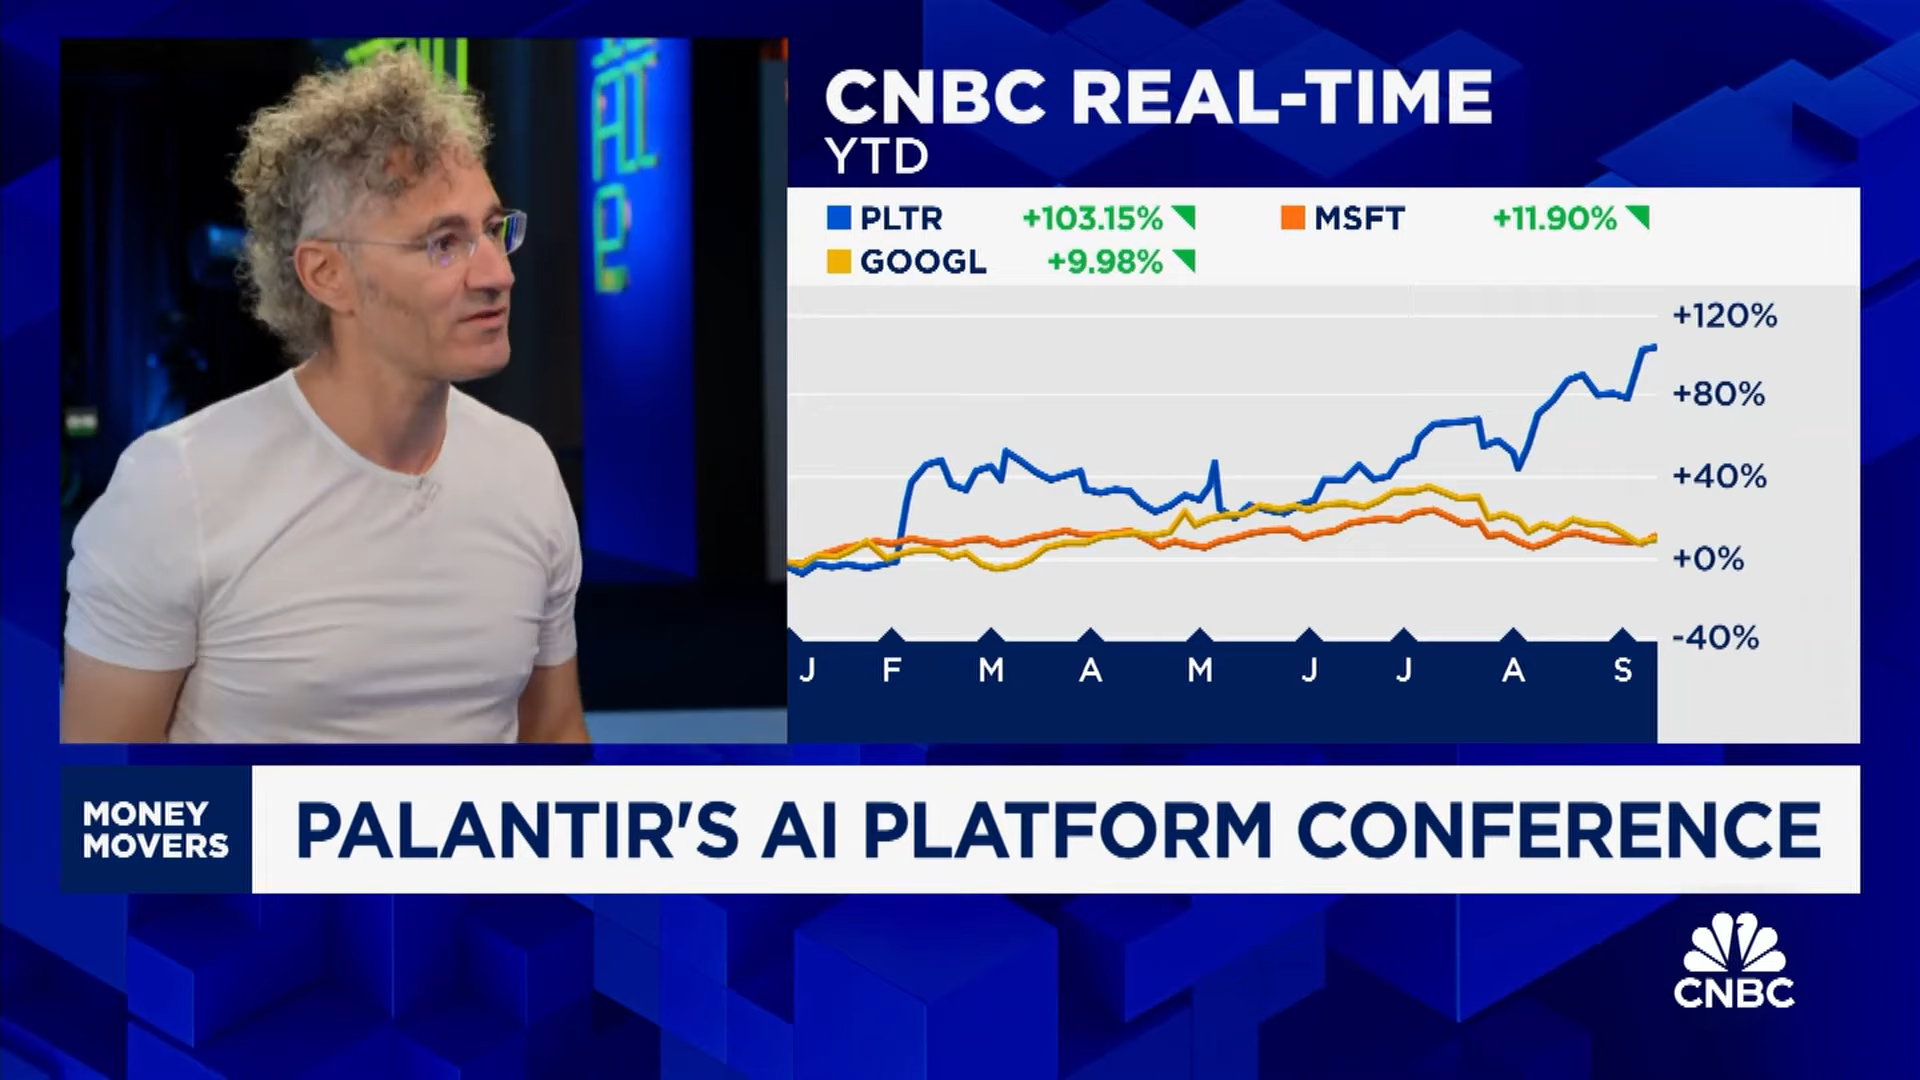 CNBC REAL-TIME
YTD
PLTR +103.15% MSFT +11.90%
GOOGL +9.98%
+120%
+80%
+40%
+0%
-40%
J F M A M J J A S
MONEY
MOVERS
PALANTIR'S AI PLATFORM CONFERENCE
CNBC